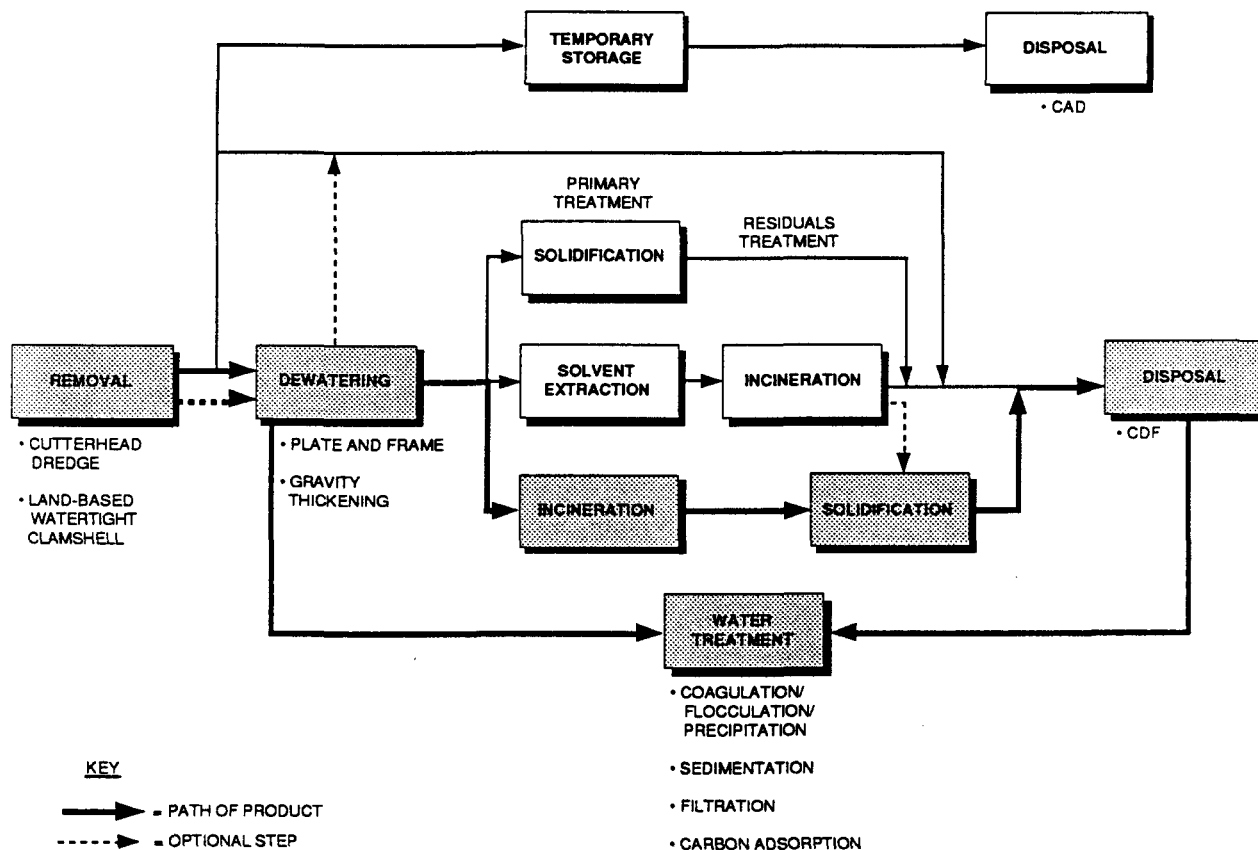 TEMPORARY
STORAGE
DISPOSAL
• CAD
PRIMARY
TREATMENT
SOLIDIFICATION
RESIDUALS
TREATMENT
REMOVAL
• CUTTERHEAD
DREDGE
• LAND-BASED
WATERTIGHT
CLAMSHELL
DEWATERING
• PLATE AND FRAME
• GRAVITY
THICKENING
SOLVENT
EXTRACTION
INCINERATION
DISPOSAL
• CDF
INCINERATION
SOLIDIFICATION
WATER
TREATMENT
• COAGULATION/
FLOCCULATION/
PRECIPITATION
• SEDIMENTATION
• FILTRATION
• CARBON ADSORPTION
KEY
= PATH OF PRODUCT
= OPTIONAL STEP